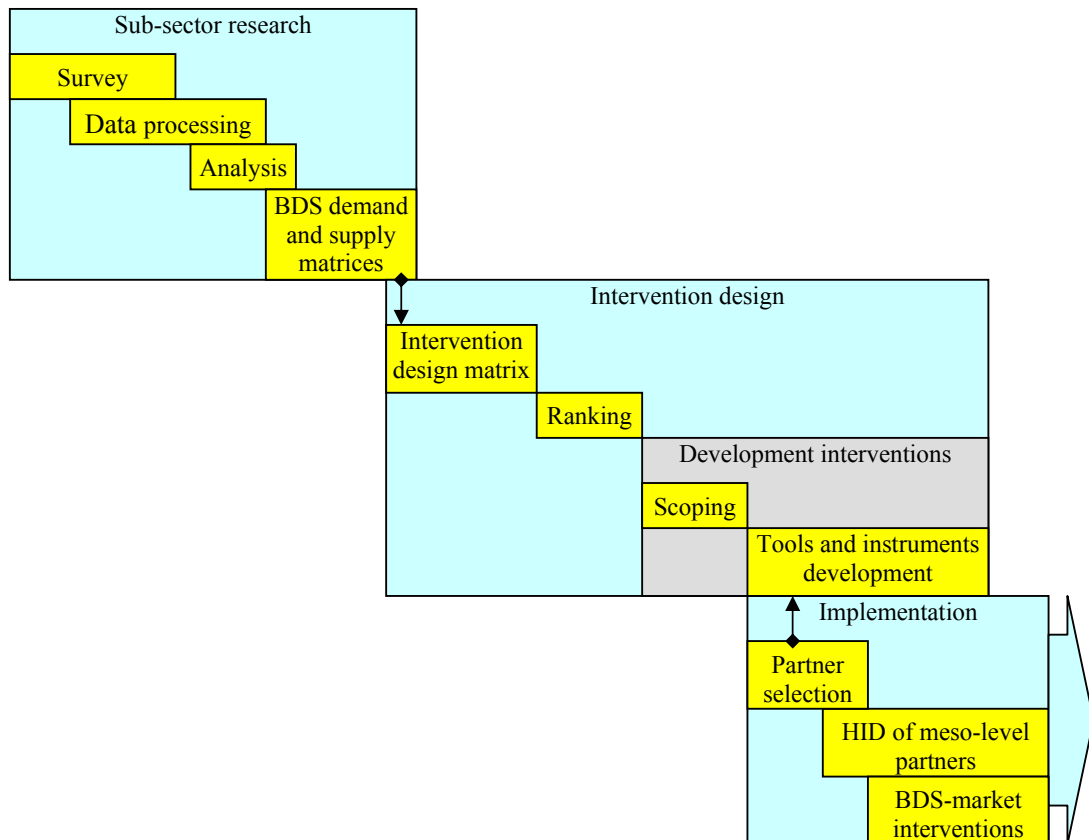 Sub-sector research
Survey
Data processing
Analysis
BDS demand
and supply
matrices
Intervention design
Intervention
design matrix
Ranking
Development interventions
Scoping
Tools and instruments
development
Implementation
Partner
selection
HID of meso-level
partners
BDS-market
interventions